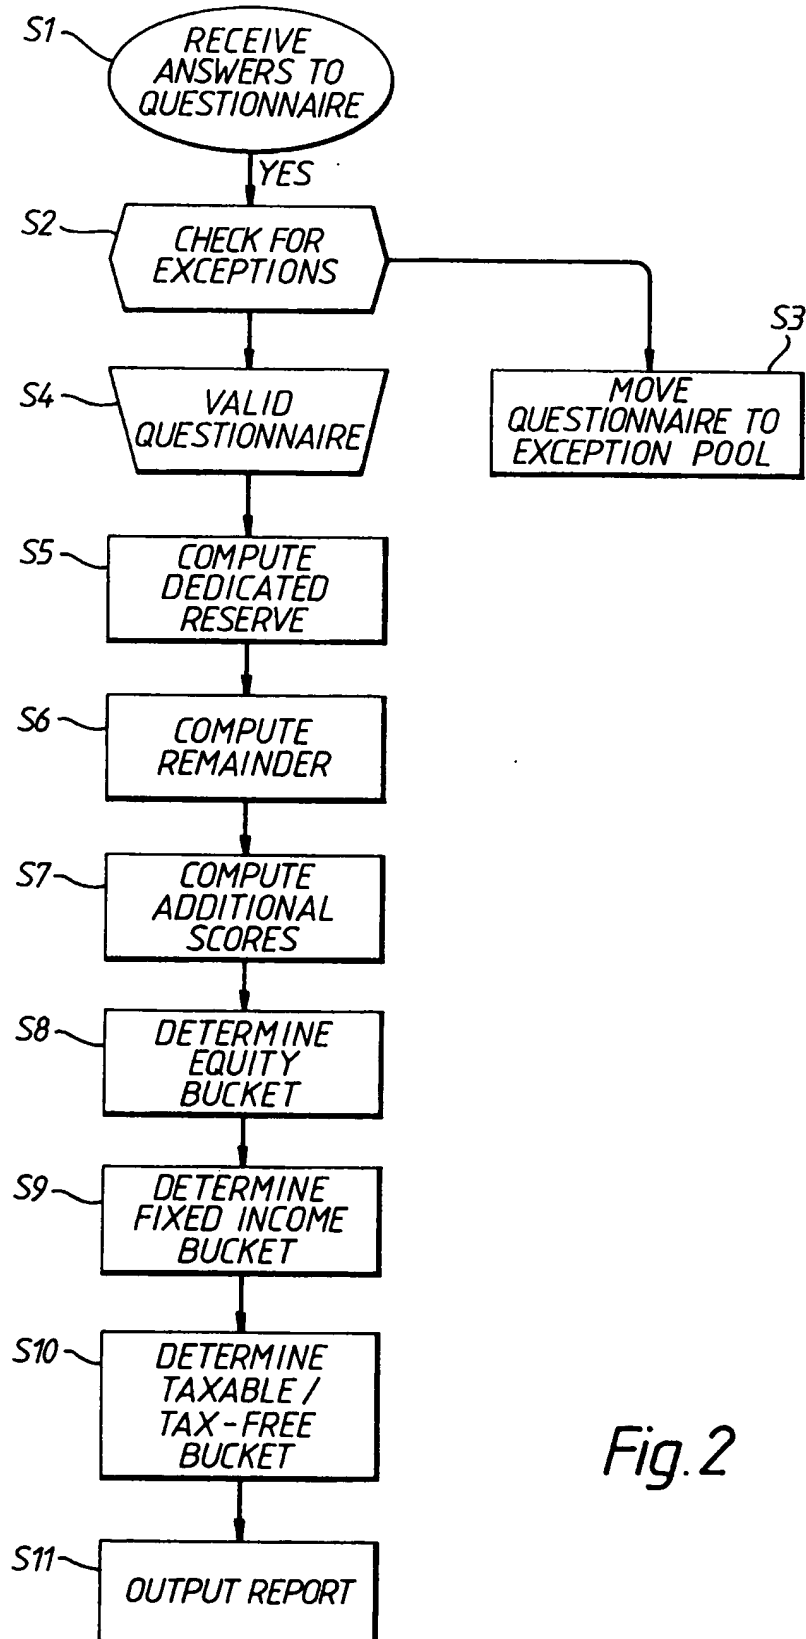 S1
RECEIVE
ANSWERS TO
QUESTIONNAIRE
YES
S2
CHECK FOR
EXCEPTIONS
S3
MOVE
QUESTIONNAIRE TO
EXCEPTION POOL
S4
VALID
QUESTIONNAIRE
S5
COMPUTE
DEDICATED
RESERVE
S6
COMPUTE
REMAINDER
S7
COMPUTE
ADDITIONAL
SCORES
S8
DETERMINE
EQUITY
BUCKET
S9
DETERMINE
FIXED INCOME
BUCKET
S10
DETERMINE
TAXABLE /
TAX-FREE
BUCKET
S11
OUTPUT REPORT
Fig. 2